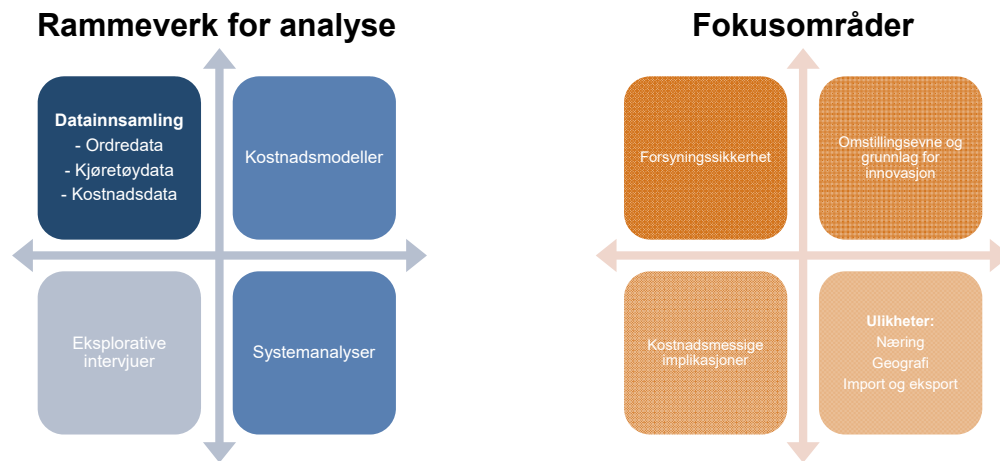 Rammeverk for analyse
Datainnsamling
- Ordredata
- Kjøretøydata
- Kostnadsdata
Kostnadsmodeller
Eksplorative
intervjuer
Systemanalyser
Fokusområder
Forsyningssikkerhet
Omstillingsevne og
grunnlag for
innovasjon
Kostnadsmessige
implikasjoner
Ulikheter:
Næring
Geografi
Import og eksport